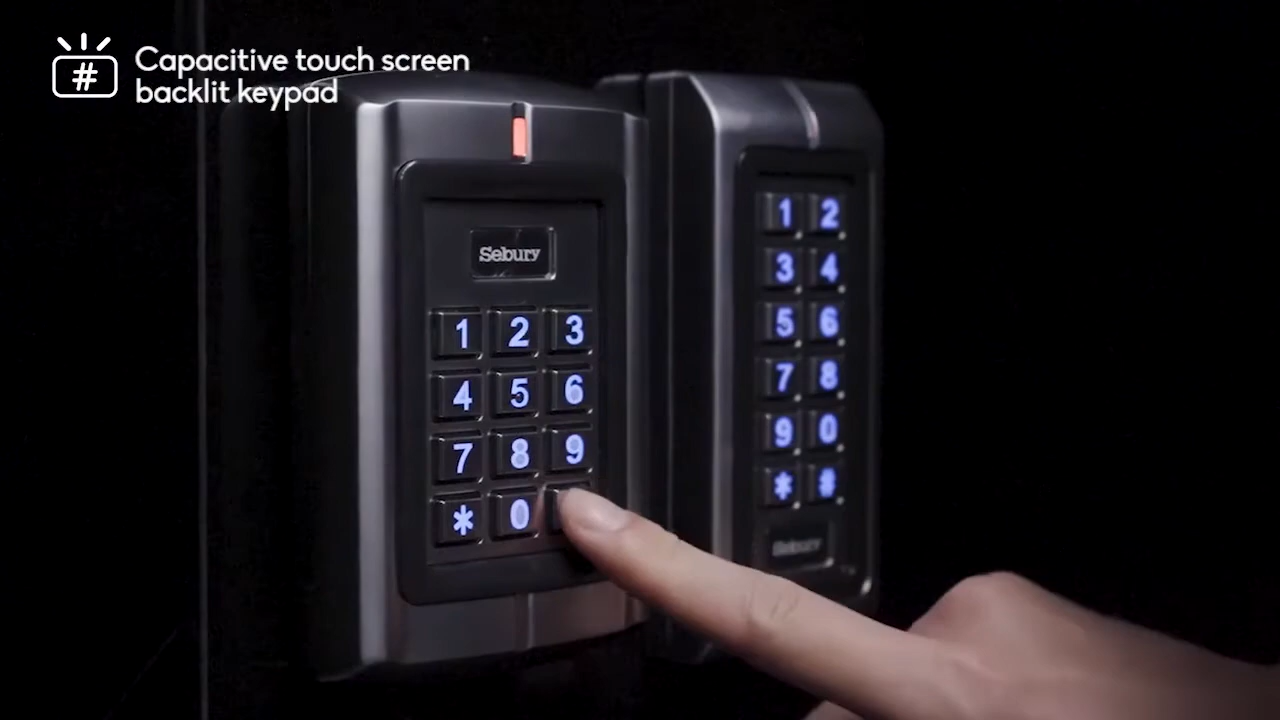 #
Capacitive touch screen
backlit keypad
Sebury
1 2 3
4 5 6
7 8 9
* 0
1 2
3 4
5 6
7 8
9 0
* #
Sebury